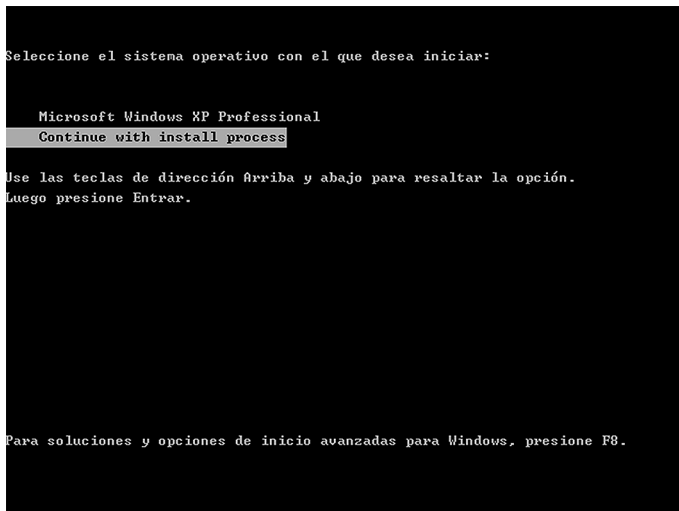 Seleccione el sistema operativo con el que desea iniciar:
Microsoft Windows XP Professional
Continue with install process
Use las teclas de dirección Arriba y abajo para resaltar la opción.
Luego presione Entrar.
Para soluciones y opciones de inicio avanzadas para Windows, presione F8.